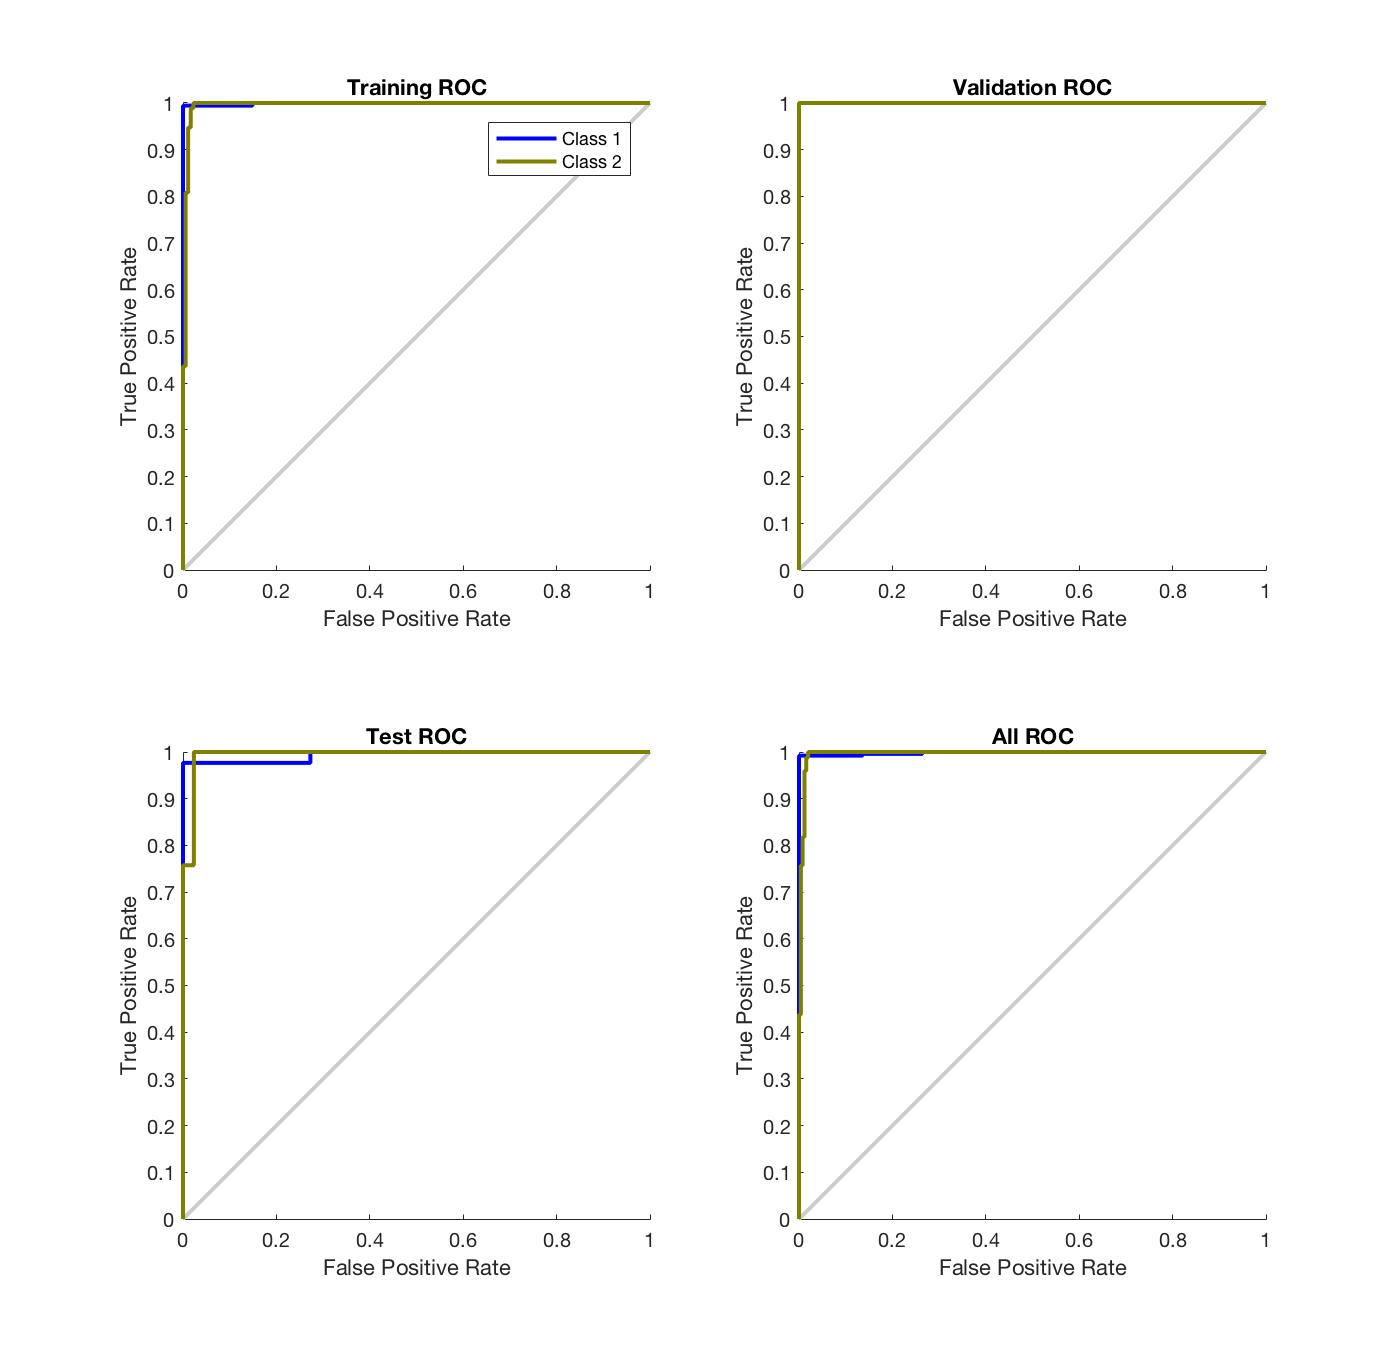 Training ROC
1
0.9
0.8
0.7
0.6
0.5
0.4
0.3
0.2
0.1
0
True Positive Rate
Class 1
Class 2
0 0.2 0.4 0.6 0.8 1
False Positive Rate
Validation ROC
1
0.9
0.8
0.7
0.6
0.5
0.4
0.3
0.2
0.1
0
True Positive Rate
0 0.2 0.4 0.6 0.8 1
False Positive Rate
Test ROC
1
0.9
0.8
0.7
0.6
0.5
0.4
0.3
0.2
0.1
0
True Positive Rate
0 0.2 0.4 0.6 0.8 1
False Positive Rate
All ROC
1
0.9
0.8
0.7
0.6
0.5
0.4
0.3
0.2
0.1
0
True Positive Rate
0 0.2 0.4 0.6 0.8 1
False Positive Rate